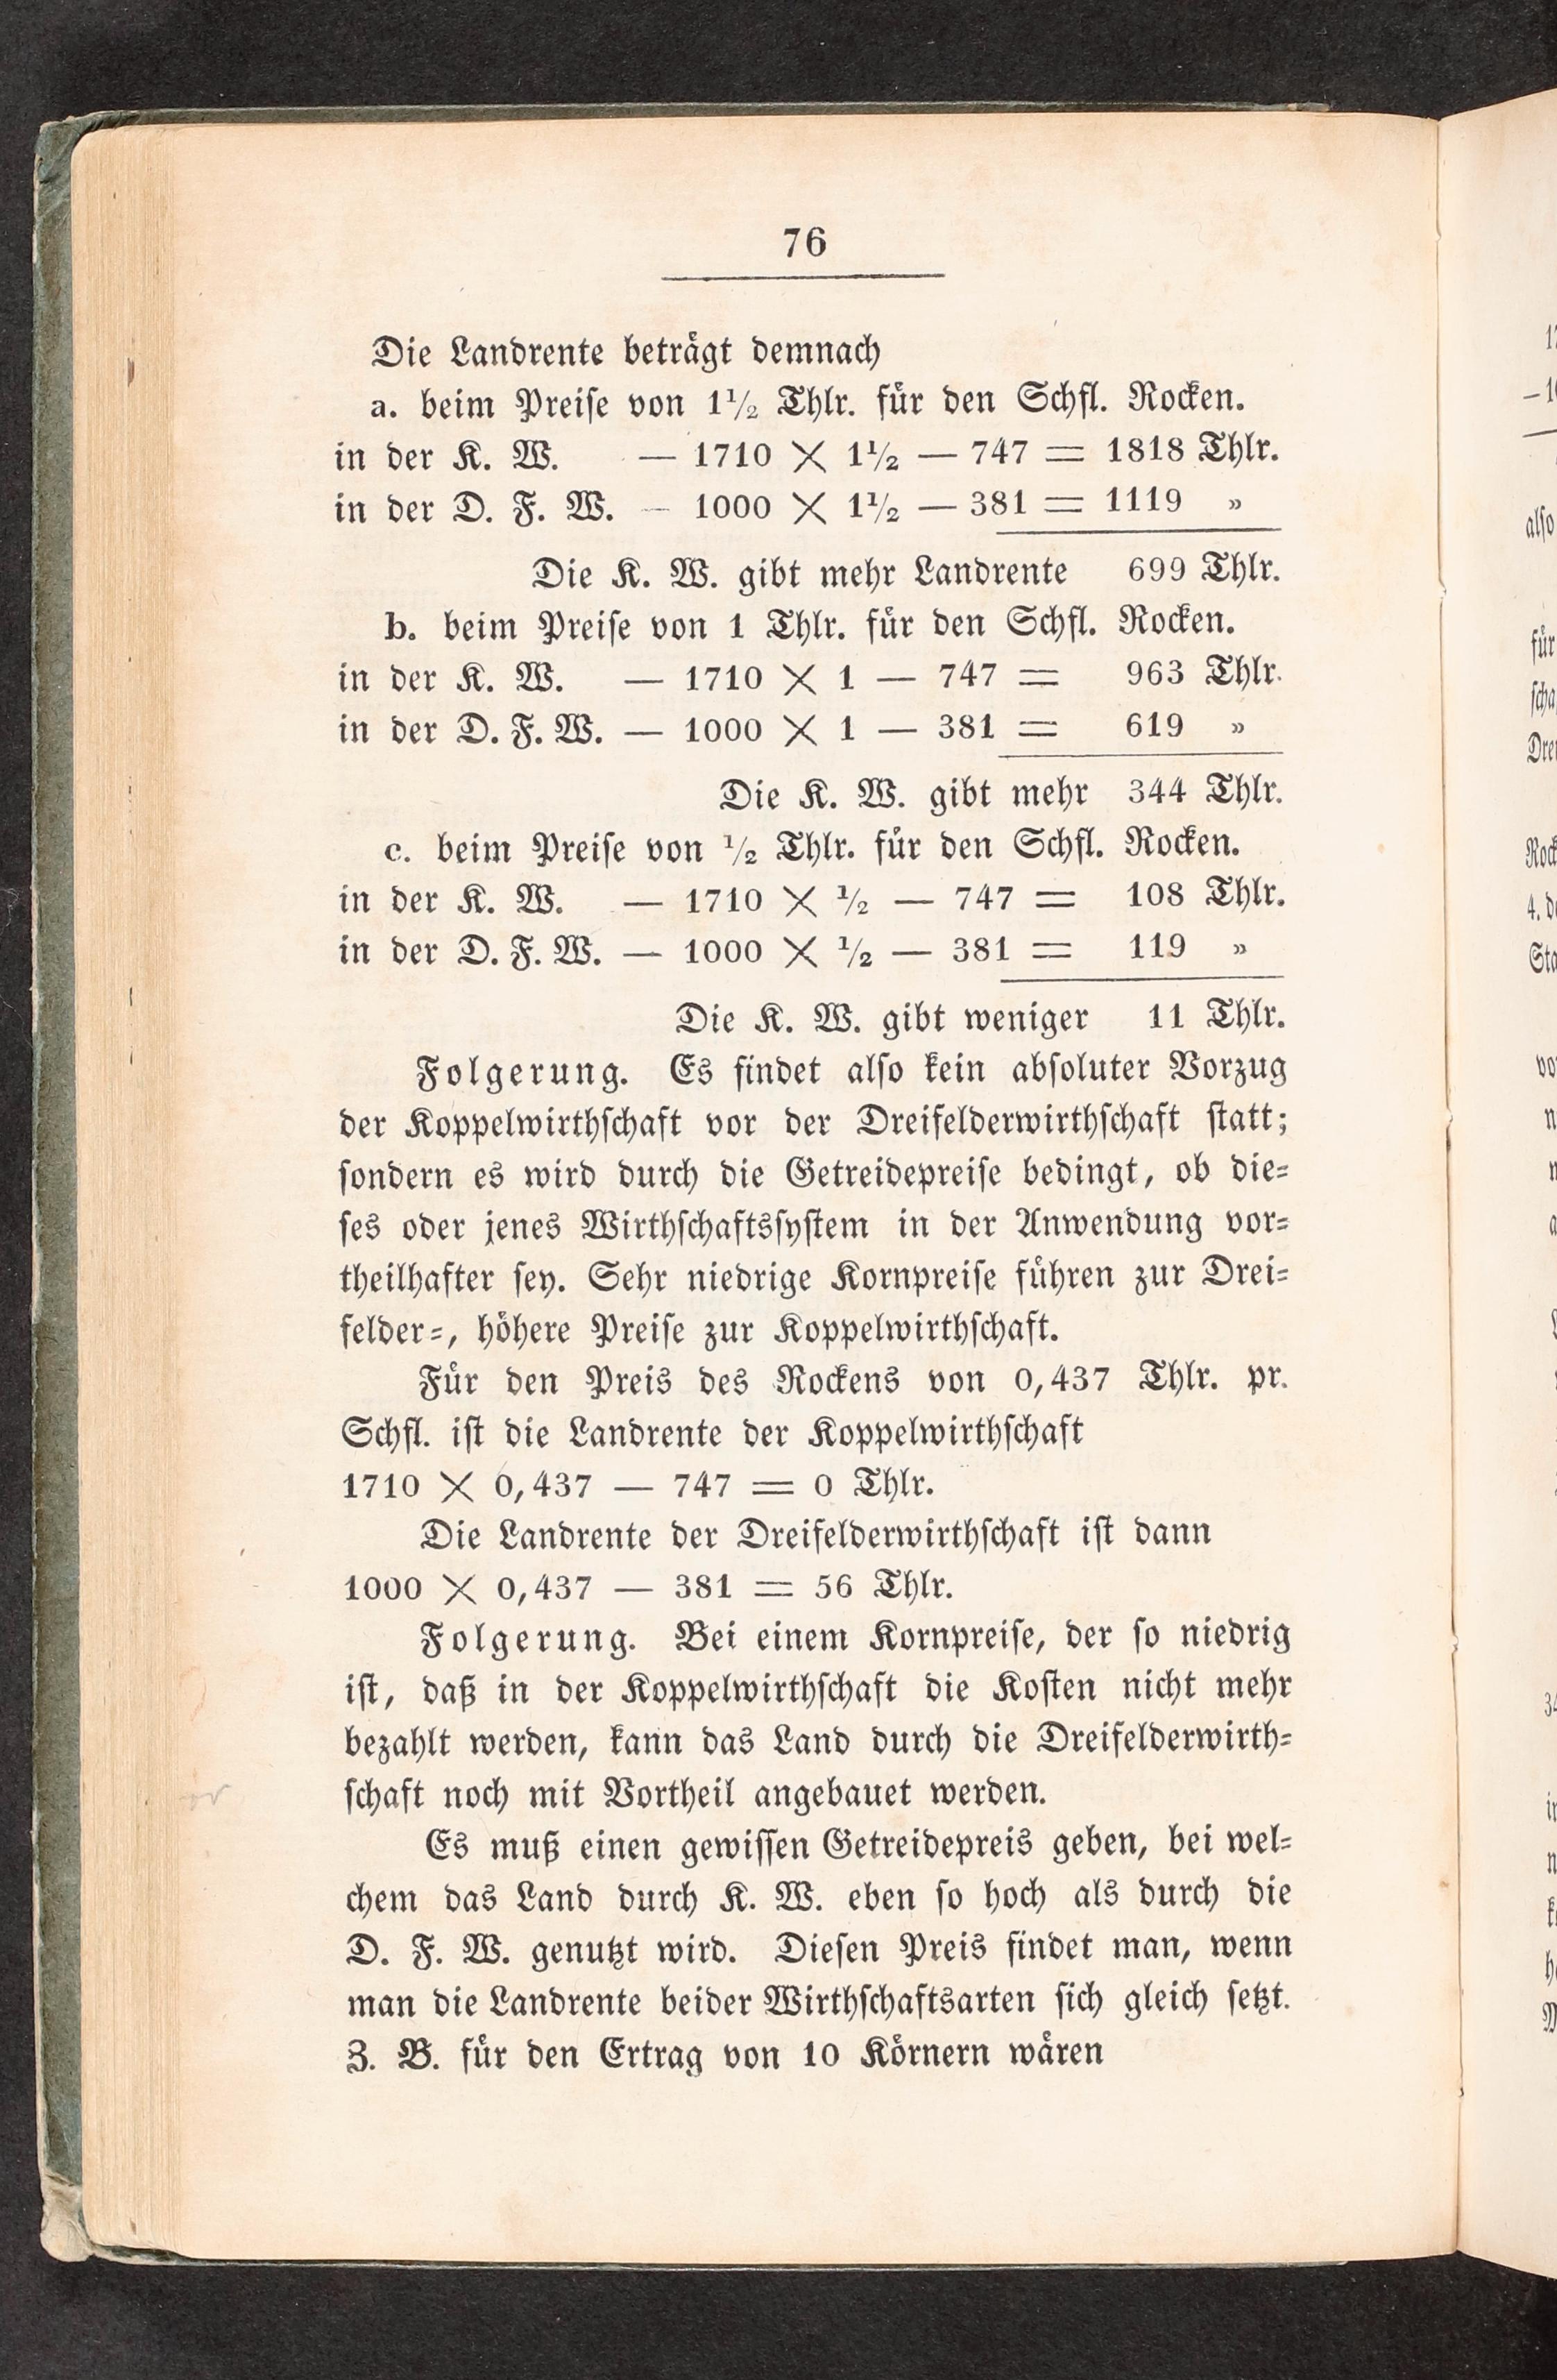 76
Die Landrente beträgt demnach
a. beim Preise von 1½ Thlr. für den Schfl. Rocken.
in der K. W. — 1710 × 1½ — 747 = 1818 Thlr.
in der D. F. W. — 1000 × 1½ — 381 = 1119 »
Die K. W. gibt mehr Landrente 699 Thlr.
b. beim Preise von 1 Thlr. für den Schfl. Rocken.
in der K. W. — 1710 × 1 — 747 = 963 Thlr.
in der D. F. W. — 1000 × 1 — 381 = 619 »
Die K. W. gibt mehr 344 Thlr.
c. beim Preise von ½ Thlr. für den Schfl. Rocken.
in der K. W. — 1710 × ½ — 747 = 108 Thlr.
in der D. F. W. — 1000 × ½ — 381 = 119 »
Die K. W. gibt weniger 11 Thlr.
Folgerung. Es findet also kein absoluter Vorzug
der Koppelwirthschaft vor der Dreifelderwirthschaft statt;
sondern es wird durch die Getreidepreise bedingt, ob die-
ses oder jenes Wirthschaftssystem in der Anwendung vor-
theilhafter sey. Sehr niedrige Kornpreise führen zur Drei-
felder-, höhere Preise zur Koppelwirthschaft.
Für den Preis des Rockens von 0,437 Thlr. pr.
Schfl. ist die Landrente der Koppelwirthschaft
1710 × 0,437 — 747 = 0 Thlr.
Die Landrente der Dreifelderwirthschaft ist dann
1000 × 0,437 — 381 = 56 Thlr.
Folgerung. Bei einem Kornpreise, der so niedrig
ist, daß in der Koppelwirthschaft die Kosten nicht mehr
bezahlt werden, kann das Land durch die Dreifelderwirth-
schaft noch mit Vortheil angebauet werden.
Es muß einen gewissen Getreidepreis geben, bei wel-
chem das Land durch K. W. eben so hoch als durch die
D. F. W. genutzt wird. Diesen Preis findet man, wenn
man die Landrente beider Wirthschaftsarten sich gleich setzt.
Z. B. für den Ertrag von 10 Körnern wären
also
für